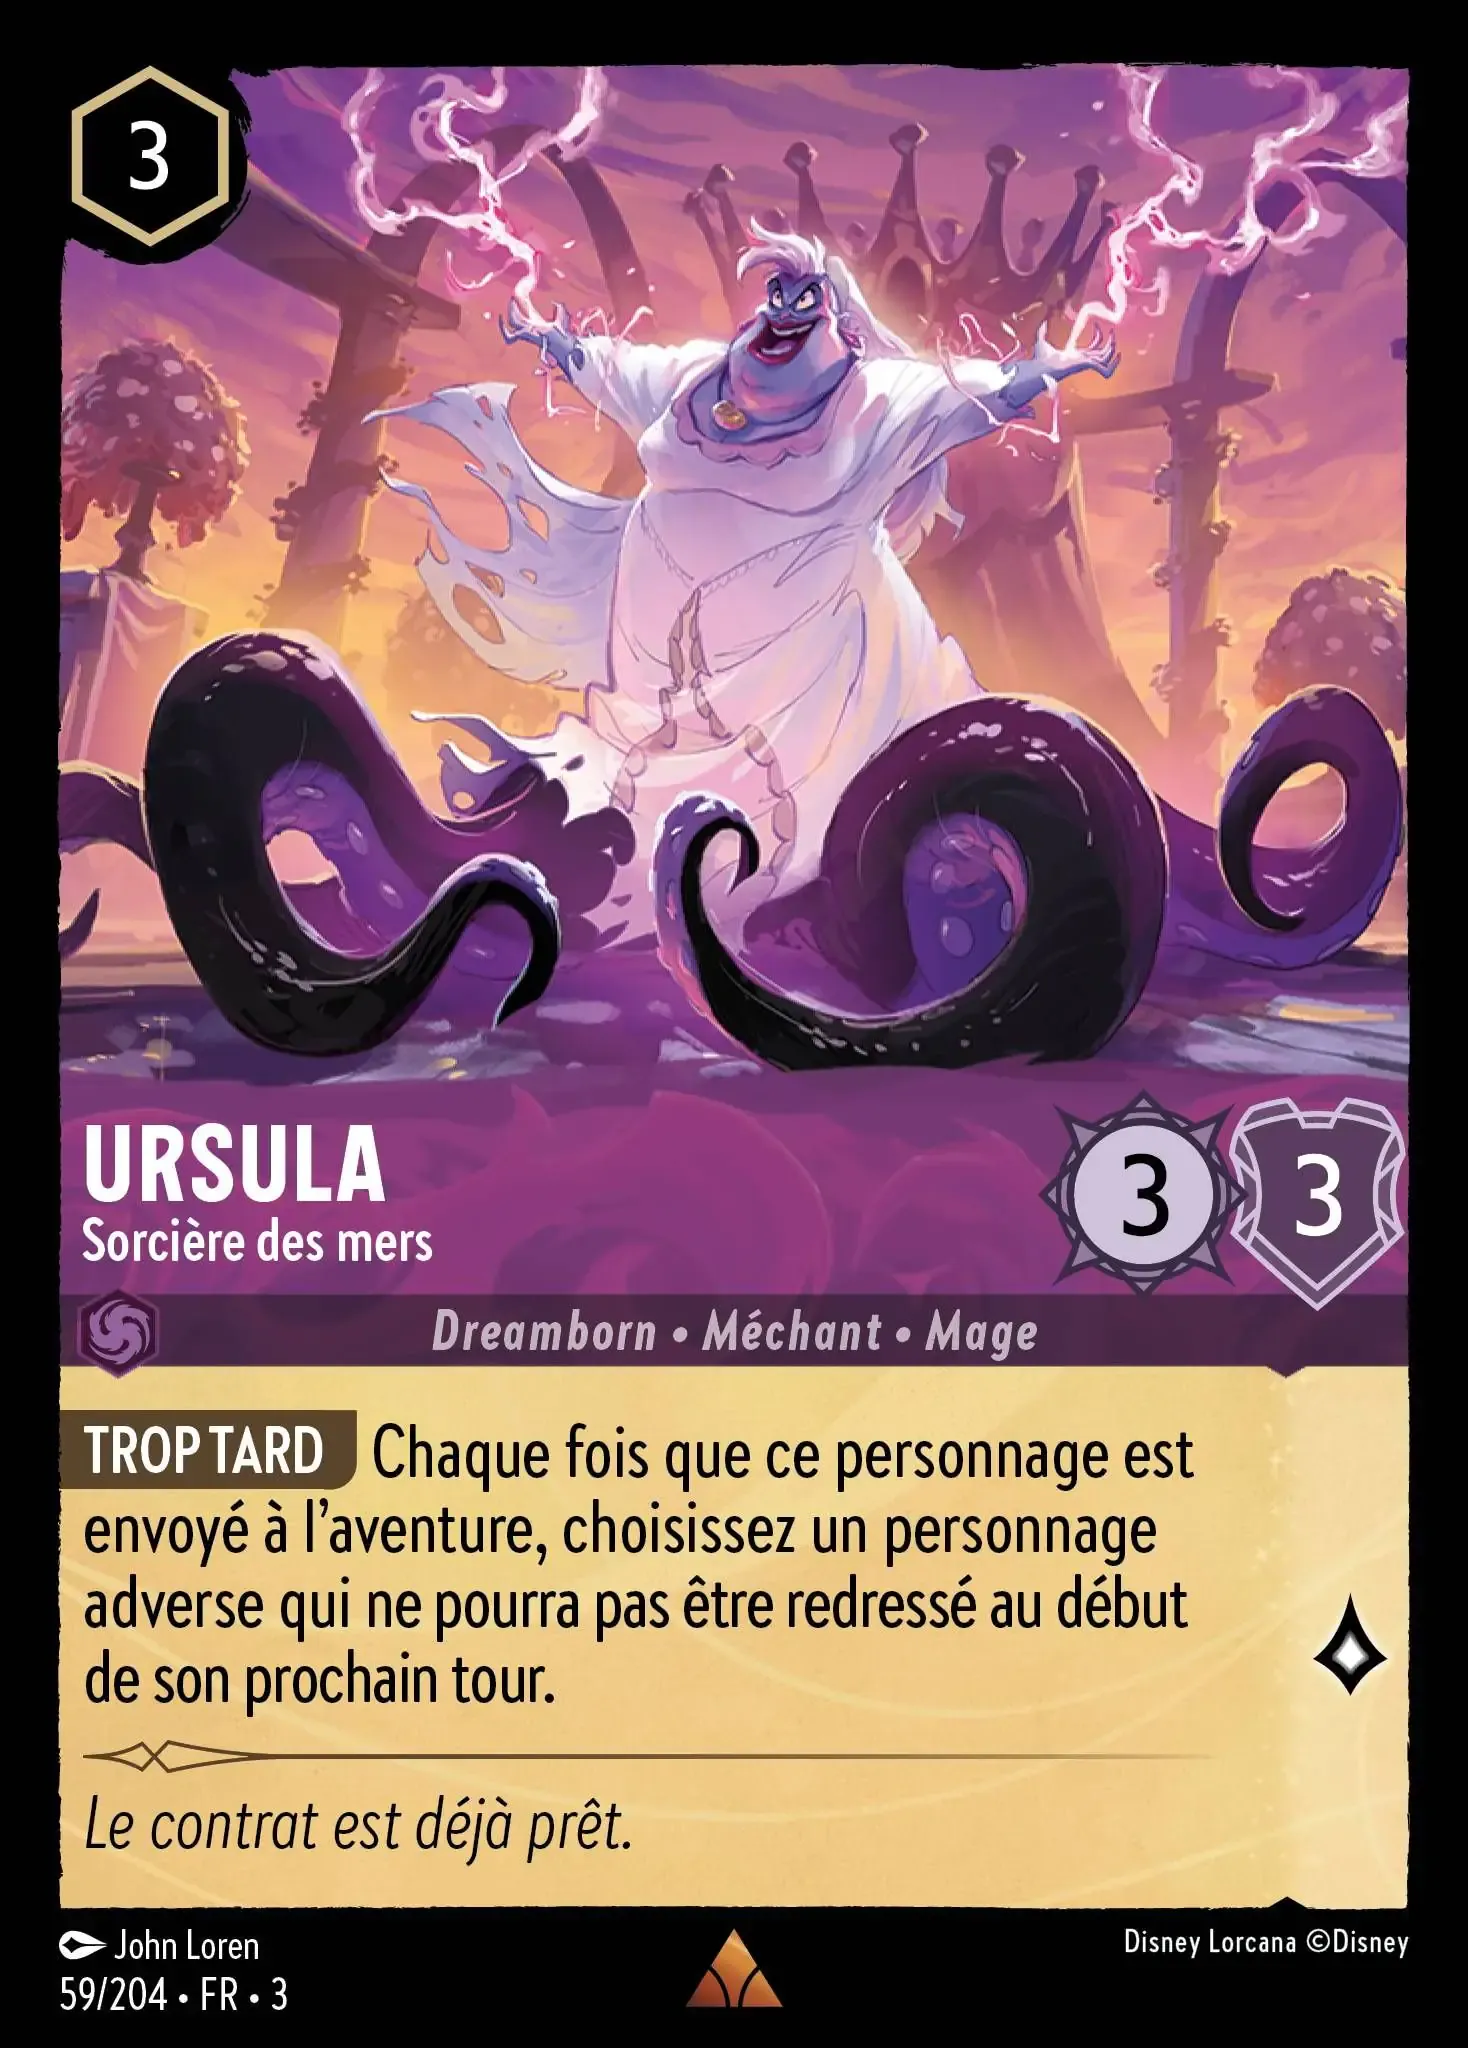 3
URSULA
Sorcière des mers
3
3
Dreamborn • Méchant • Mage
TROP TARD Chaque fois que ce personnage est
envoyé à l’aventure, choisissez un personnage
adverse qui ne pourra pas être redressé au début
de son prochain tour.
Le contrat est déjà prêt.
John Loren
Disney Lorcana ©Disney
59/204 • FR • 3